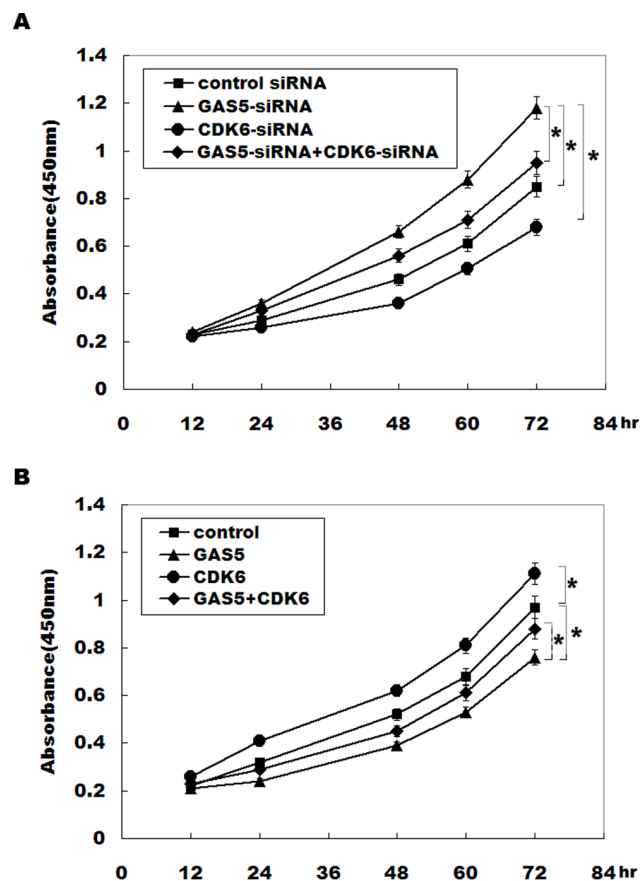 A
1.4
1.2
1
0.8
0.6
0.4
0.2
0
Absorbance(450nm)
control siRNA
GAS5-siRNA
CDK6-siRNA
GAS5-siRNA+CDK6-siRNA
* * *
0 12 24 36 48 60 72 84 hr
B
1.4
1.2
1
0.8
0.6
0.4
0.2
0
Absorbance(450nm)
control
GAS5
CDK6
GAS5+CDK6
*
* *
0 12 24 36 48 60 72 84 hr